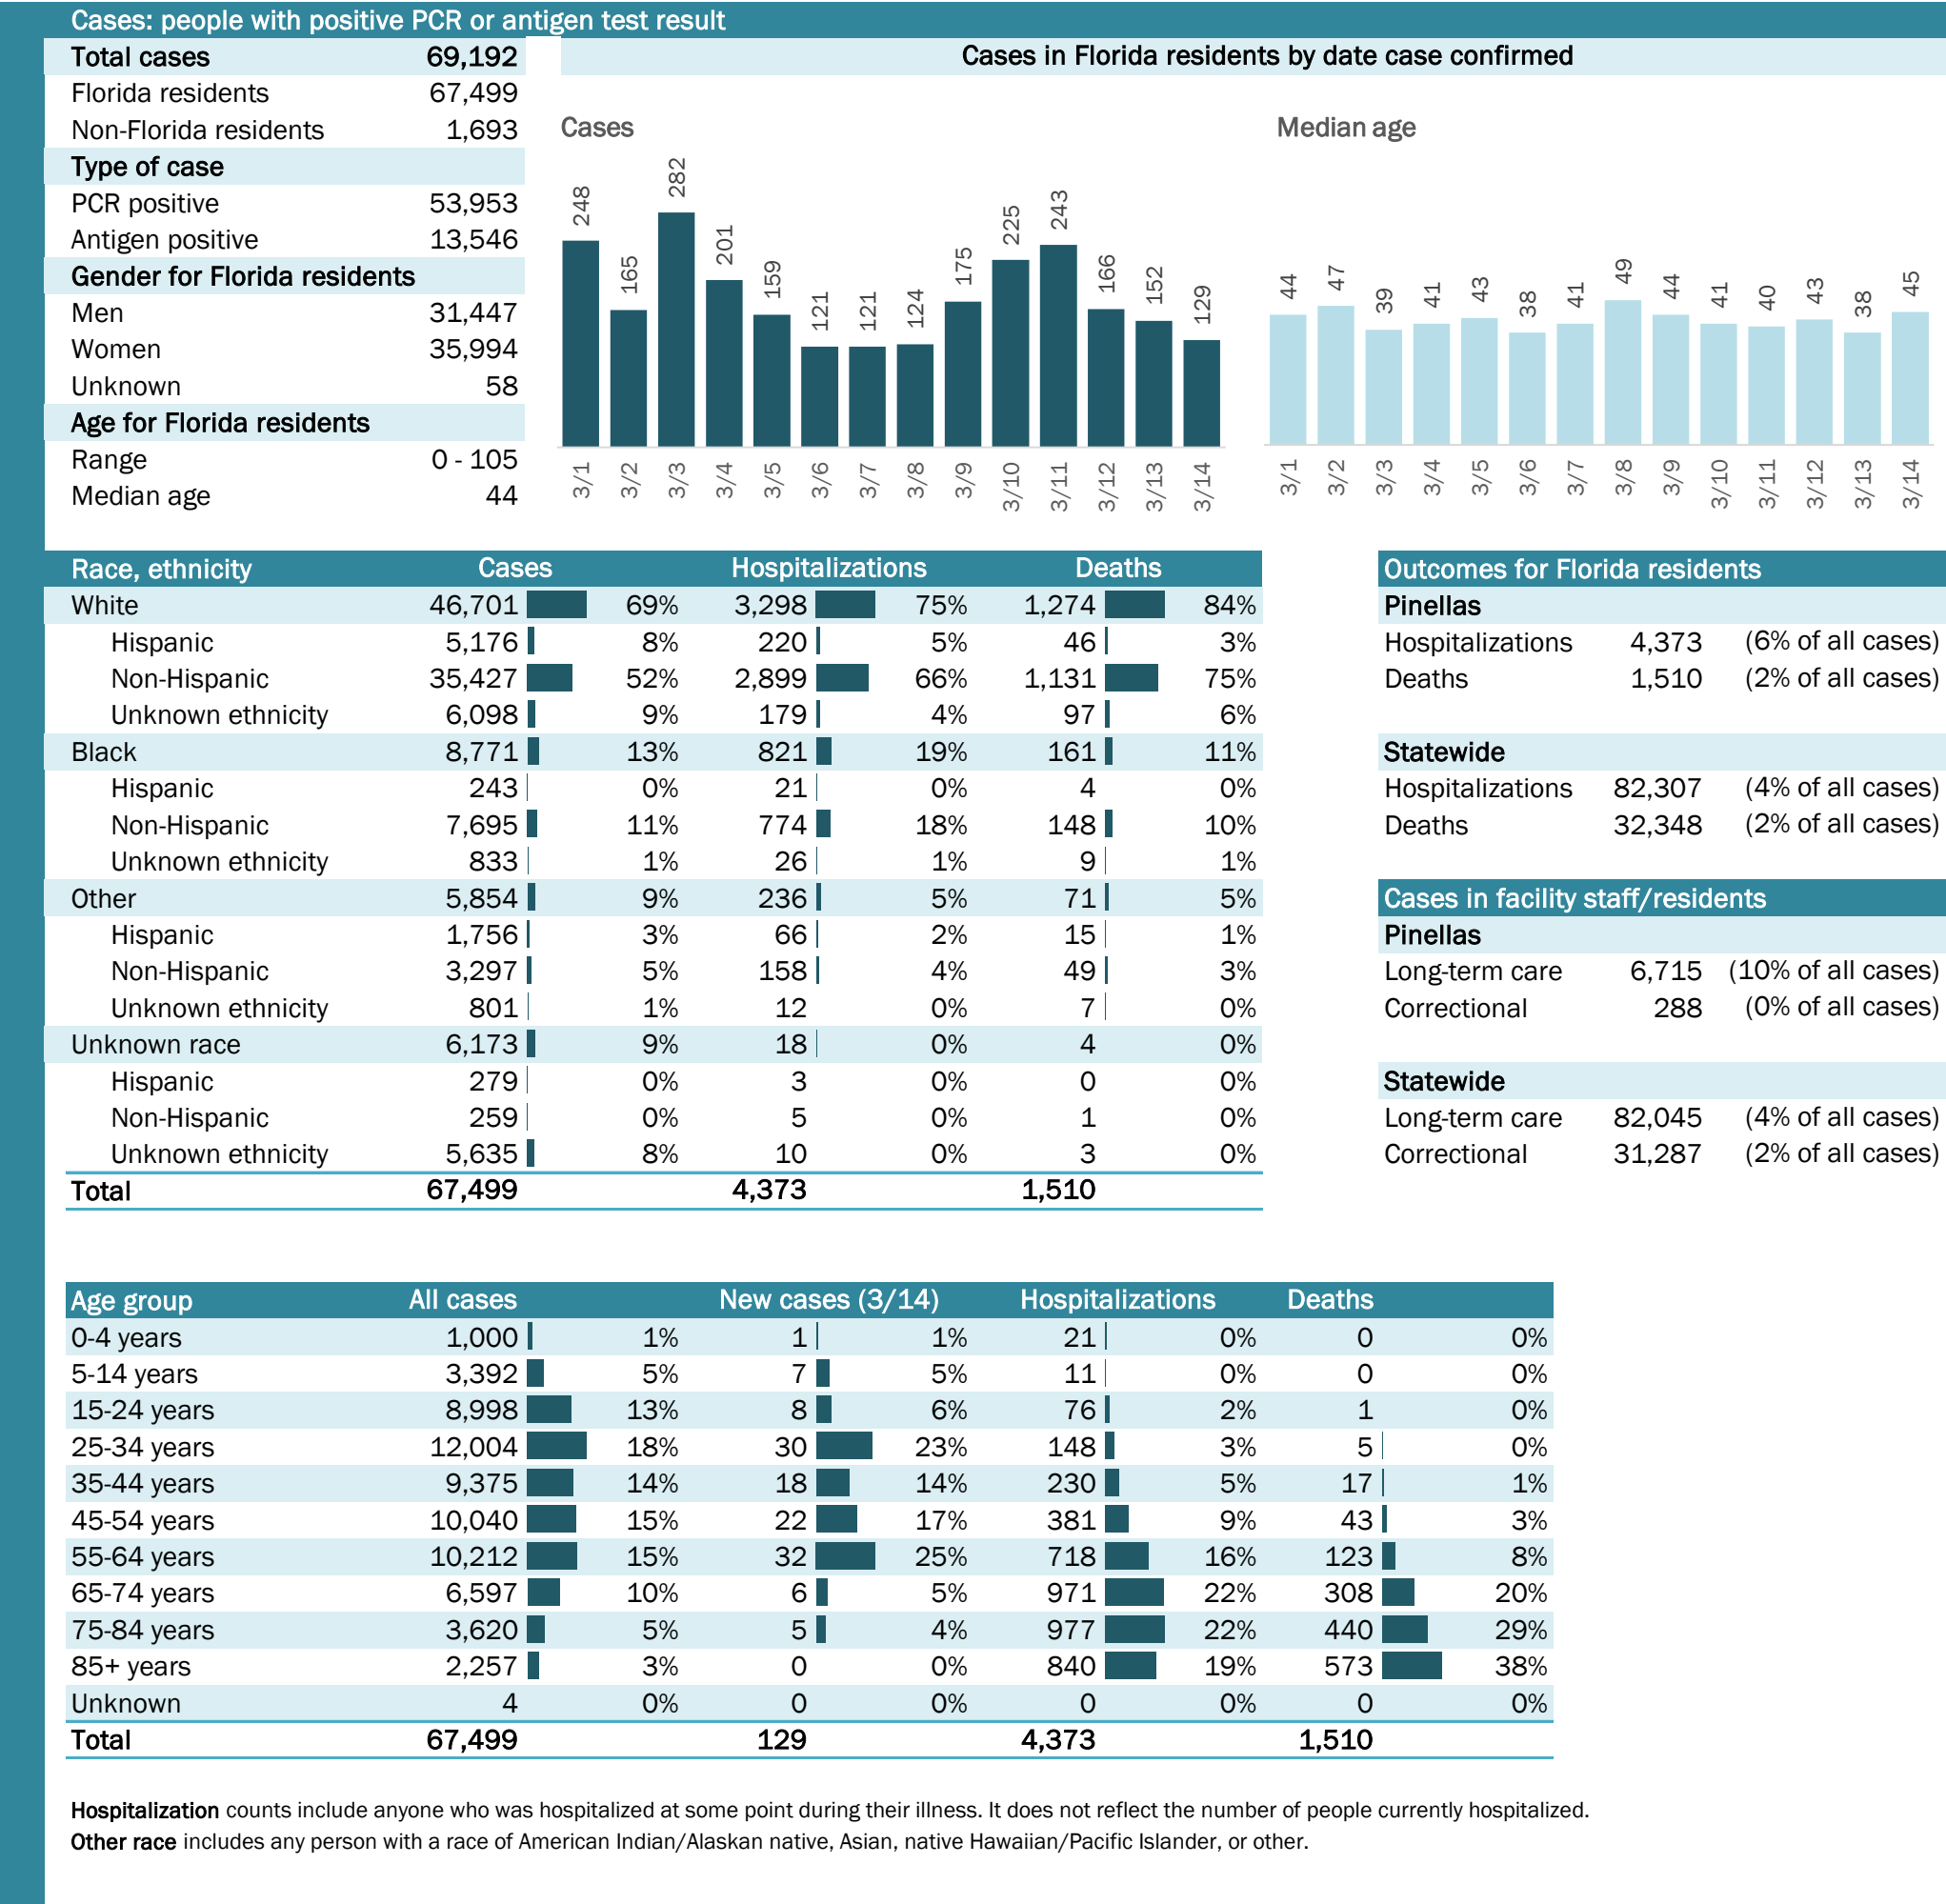 Cases: people with positive PCR or antigen test result
Total cases 69,192
Florida residents 67,499
Non-Florida residents 1,693
Type of case
PCR positive 53,953
Antigen positive 13,546
Gender for Florida residents
Men 31,447
Women 35,994
Unknown 58
Age for Florida residents
Range 0 - 105
Median age 44
Cases in Florida residents by date case confirmed
Cases
248 165 282 201 159 121 121 124 175 225 243 166 152 129
3/1 3/2 3/3 3/4 3/5 3/6 3/7 3/8 3/9 3/10 3/11 3/12 3/13 3/14
Median age
44 47 39 41 43 38 41 49 44 41 40 43 38 45
3/1 3/2 3/3 3/4 3/5 3/6 3/7 3/8 3/9 3/10 3/11 3/12 3/13 3/14
Race, ethnicity Cases Hospitalizations Deaths
White 46,701 69% 3,298 75% 1,274 84%
Hispanic 5,176 8% 220 5% 46 3%
Non-Hispanic 35,427 52% 2,899 66% 1,131 75%
Unknown ethnicity 6,098 9% 179 4% 97 6%
Black 8,771 13% 821 19% 161 11%
Hispanic 243 0% 21 0% 4 0%
Non-Hispanic 7,695 11% 774 18% 148 10%
Unknown ethnicity 833 1% 26 1% 9 1%
Other 5,854 9% 236 5% 71 5%
Hispanic 1,756 3% 66 2% 15 1%
Non-Hispanic 3,297 5% 158 4% 49 3%
Unknown ethnicity 801 1% 12 0% 7 0%
Unknown race 6,173 9% 18 0% 4 0%
Hispanic 279 0% 3 0% 0 0%
Non-Hispanic 259 0% 5 0% 1 0%
Unknown ethnicity 5,635 8% 10 0% 3 0%
Total 67,499 4,373 1,510
Outcomes for Florida residents
Pinellas
Hospitalizations 4,373 (6% of all cases)
Deaths 1,510 (2% of all cases)
Statewide
Hospitalizations 82,307 (4% of all cases)
Deaths 32,348 (2% of all cases)
Cases in facility staff/residents
Pinellas
Long-term care 6,715 (10% of all cases)
Correctional 288 (0% of all cases)
Statewide
Long-term care 82,045 (4% of all cases)
Correctional 31,287 (2% of all cases)
Age group All cases New cases (3/14) Hospitalizations Deaths
0-4 years 1,000 1% 1 1% 21 0% 0 0%
5-14 years 3,392 5% 7 5% 11 0% 0 0%
15-24 years 8,998 13% 8 6% 76 2% 1 0%
25-34 years 12,004 18% 30 23% 148 3% 5 0%
35-44 years 9,375 14% 18 14% 230 5% 17 1%
45-54 years 10,040 15% 22 17% 381 9% 43 3%
55-64 years 10,212 15% 32 25% 718 16% 123 8%
65-74 years 6,597 10% 6 5% 971 22% 308 20%
75-84 years 3,620 5% 5 4% 977 22% 440 29%
85+ years 2,257 3% 0 0% 840 19% 573 38%
Unknown 4 0% 0 0% 0 0% 0 0%
Total 67,499 129 4,373 1,510
Hospitalization counts include anyone who was hospitalized at some point during their illness. It does not reflect the number of people currently hospitalized.
Other race includes any person with a race of American Indian/Alaskan native, Asian, native Hawaiian/Pacific Islander, or other.